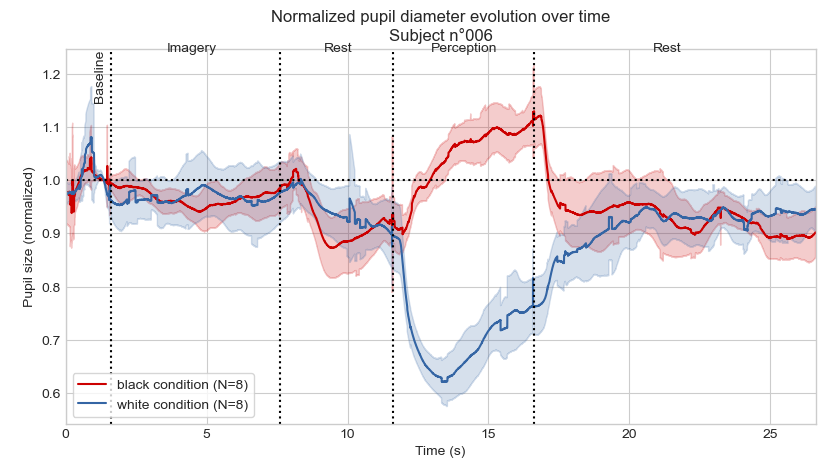 Normalized pupil diameter evolution over time
Subject n°006
Baseline
Imagery
Rest
Perception
Rest
Pupil size (normalized)
1.2
1.1
1.0
0.9
0.8
0.7
0.6
black condition (N=8)
white condition (N=8)
0
5
10
15
20
25
Time (s)